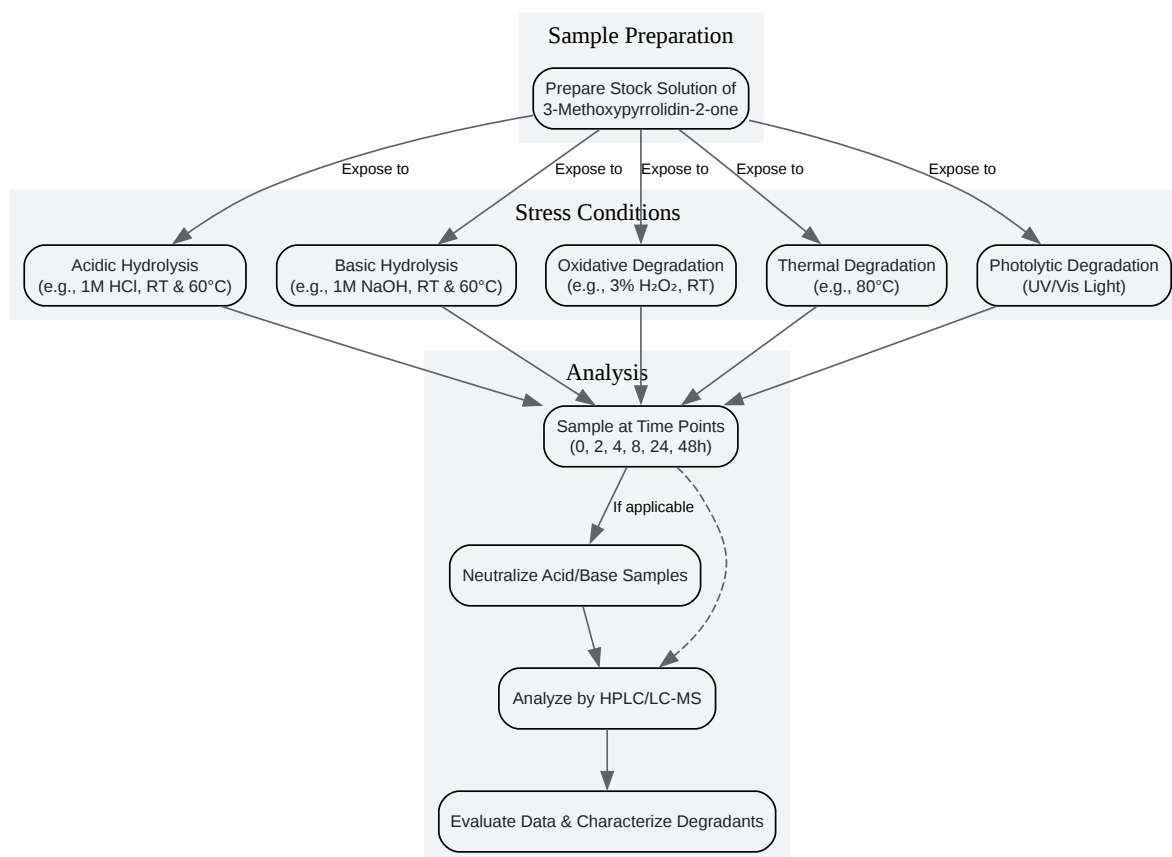 Sample Preparation
Prepare Stock Solution of
3-Methoxypyrrolidin-2-one
Expose to
Expose to
Expose to
Expose to
Expose to
Stress Conditions
Acidic Hydrolysis
(e.g., 1M HCl, RT & 60°C)
Basic Hydrolysis
(e.g., 1M NaOH, RT & 60°C)
Oxidative Degradation
(e.g., 3% H₂O₂, RT)
Thermal Degradation
(e.g., 80°C)
Photolytic Degradation
(UV/Vis Light)
Analysis
Sample at Time Points
(0, 2, 4, 8, 24, 48h)
If applicable
Neutralize Acid/Base Samples
Analyze by HPLC/LC-MS
Evaluate Data & Characterize Degradants